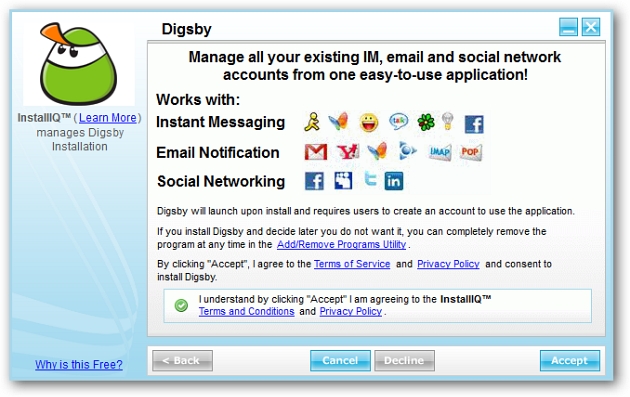 Digsby
Manage all your existing IM, email and social network
accounts from one easy-to-use application!
InstallIQ™ ( Learn More )
manages Digsby
Installation
Works with:
Instant Messaging
talk
Email Notification
IMAP
POP
Social Networking
Digsby will launch upon install and requires users to create an account to use the application.
If you install Digsby and decide later you do not want it, you can completely remove the
program at any time in the Add/Remove Programs Utility .
By clicking "Accept", I agree to the Terms of Service and Privacy Policy and consent to
install Digsby.
I understand by clicking "Accept" I am agreeing to the InstallIQ™
Terms and Conditions and Privacy Policy .
Why is this Free?
< Back
Cancel
Decline
Accept